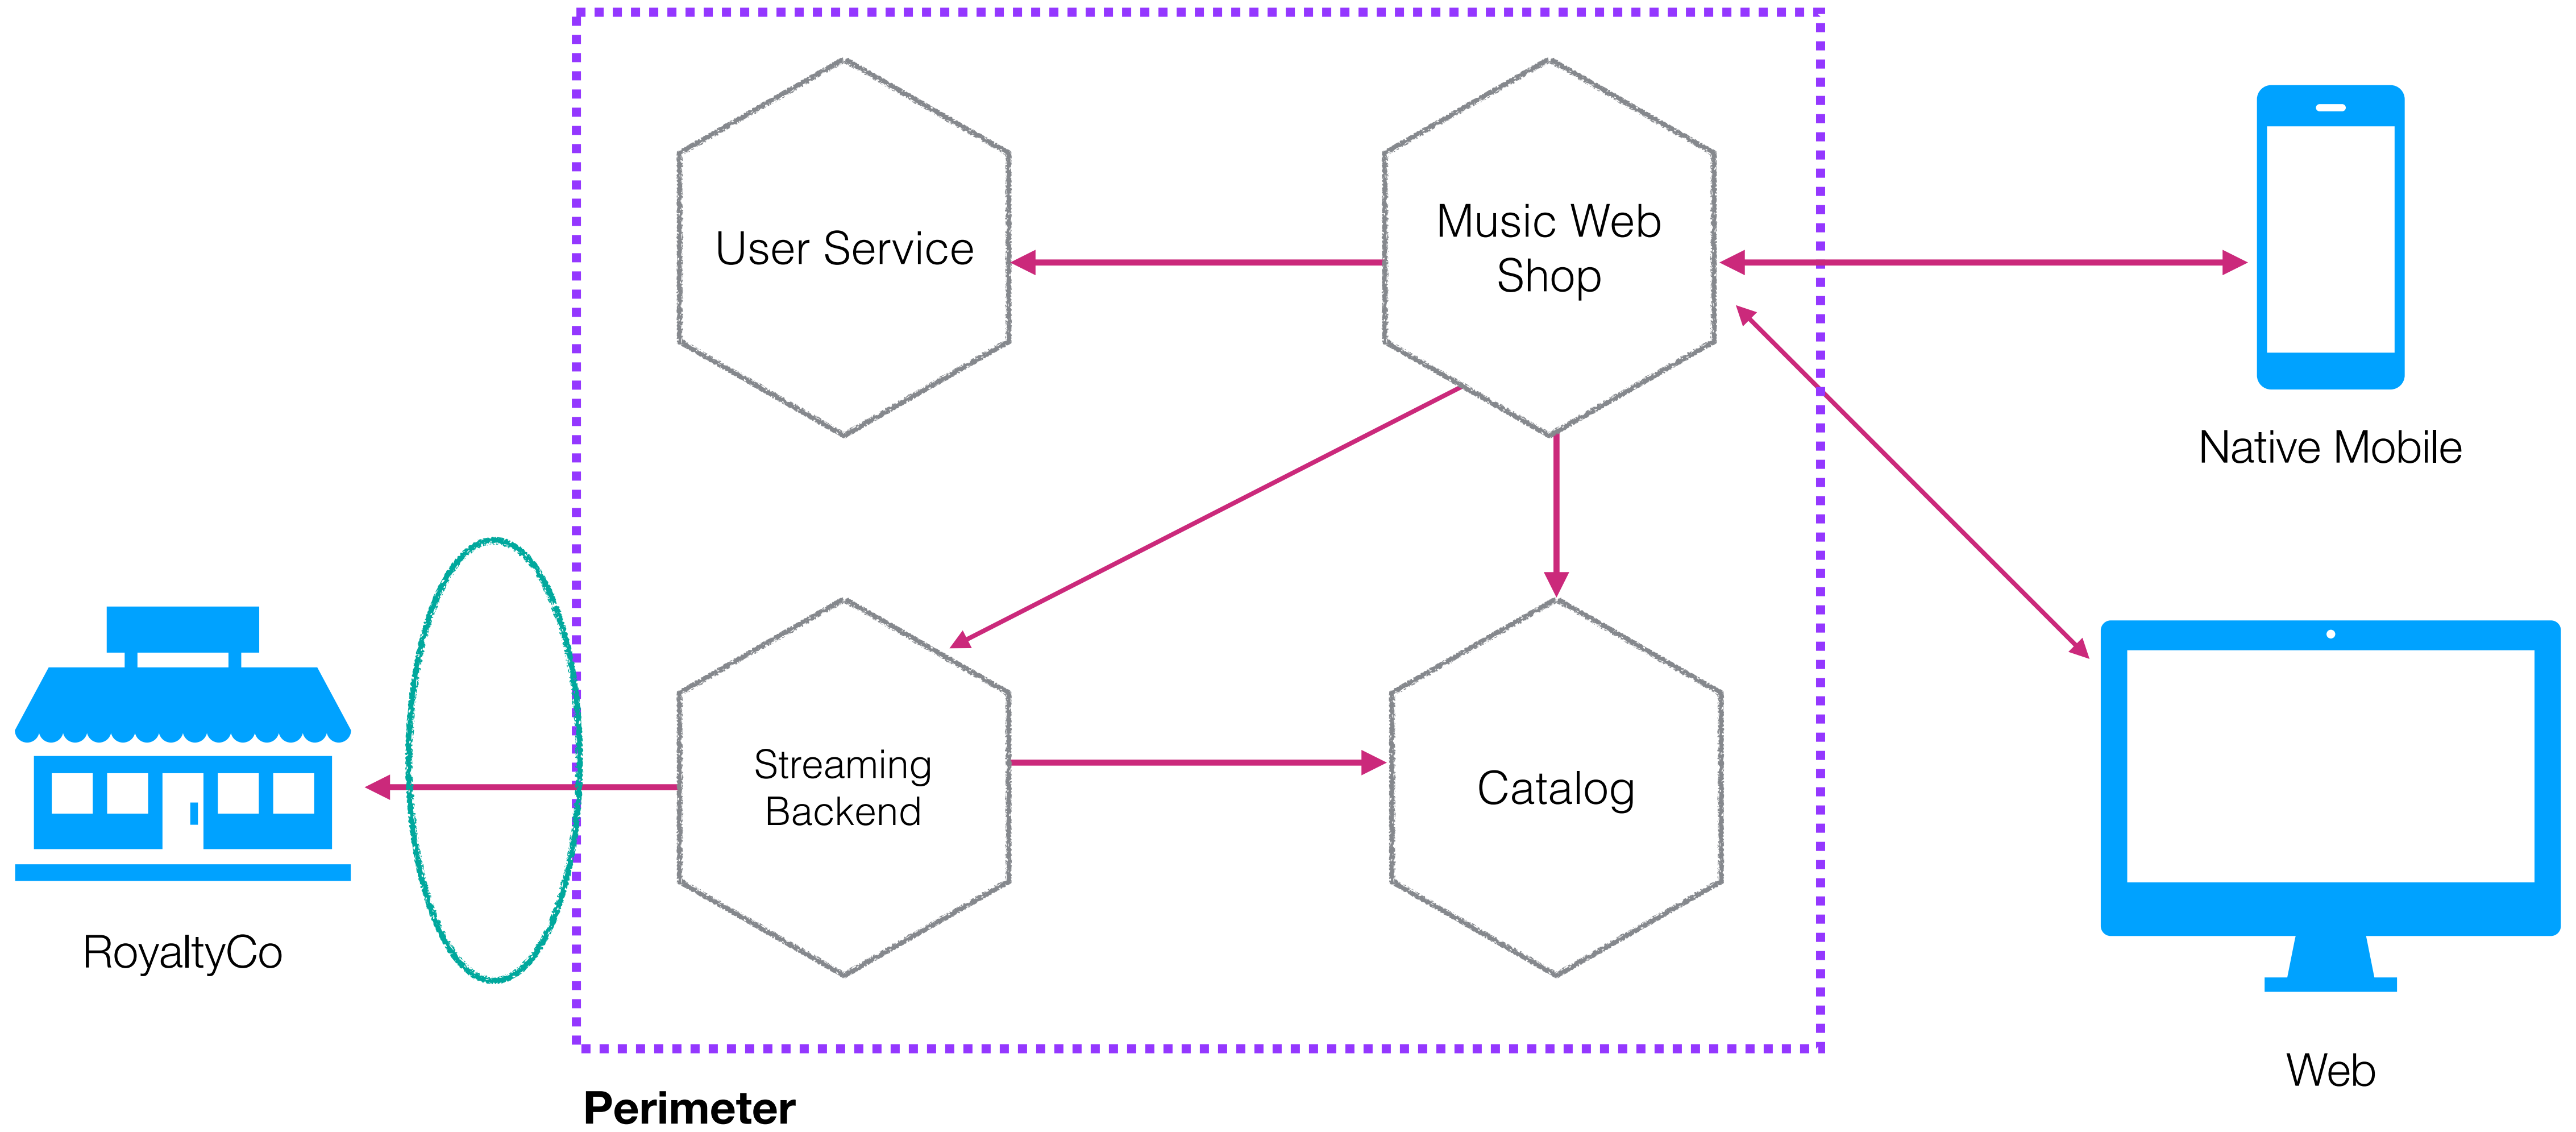 User Service
Music Web
Shop
Native Mobile
Streaming
Backend
Catalog
RoyaltyCo
Web
Perimeter